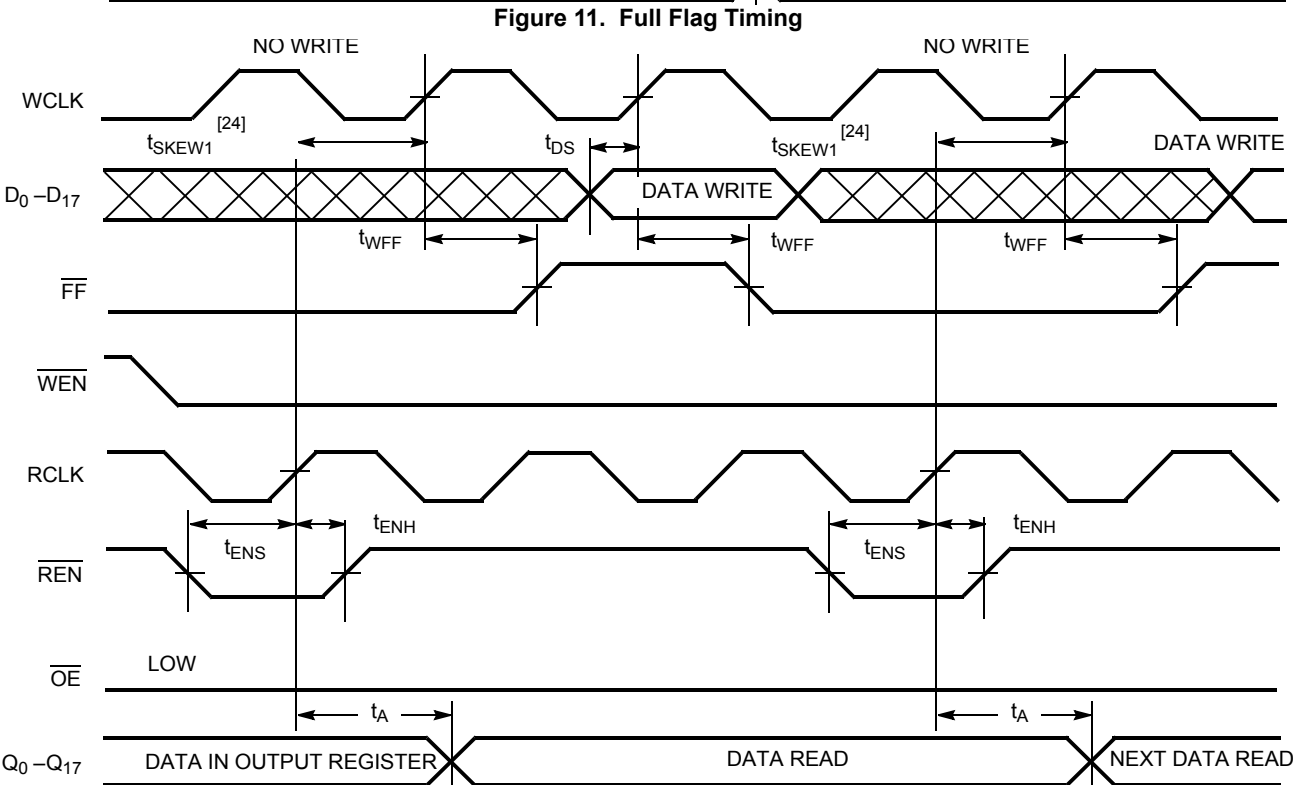 Figure 11. Full Flag Timing
NO WRITE NO WRITE
WCLK
tSKEW1 [24] tDS tSKEW1 [24] DATA WRITE
D0 –D17 DATA WRITE
tWFF tWFF tWFF
FF
WEN
RCLK
tENS tENH tENS tENH
REN
OE LOW
tA tA
Q0 –Q17 DATA IN OUTPUT REGISTER DATA READ NEXT DATA READ